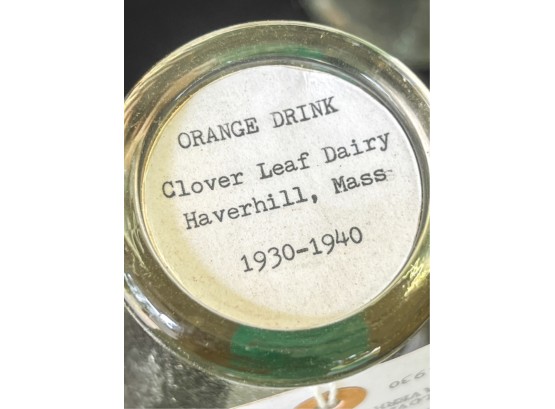 ORANGE DRINK
Clover Leaf Dairy
Haverhill, Mass
1930-1940